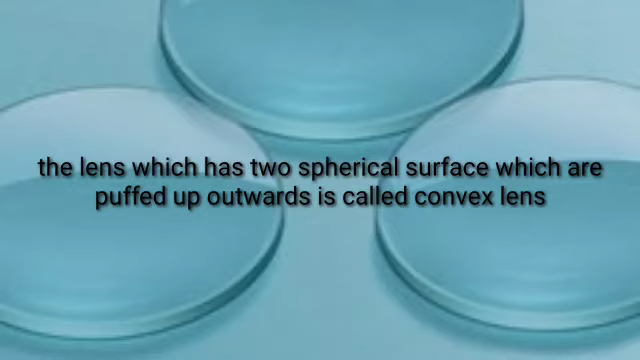 the lens which has two spherical surface which are
puffed up outwards is called convex lens